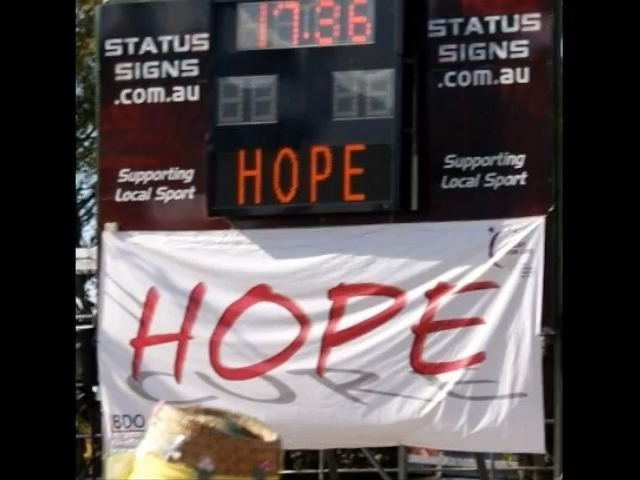 17:36
STATUS
SIGNS
.com.au
STATUS
SIGNS
.com.au
Supporting
Local Sport
HOPE
Supporting
Local Sport
HOPE
CURE
BDO